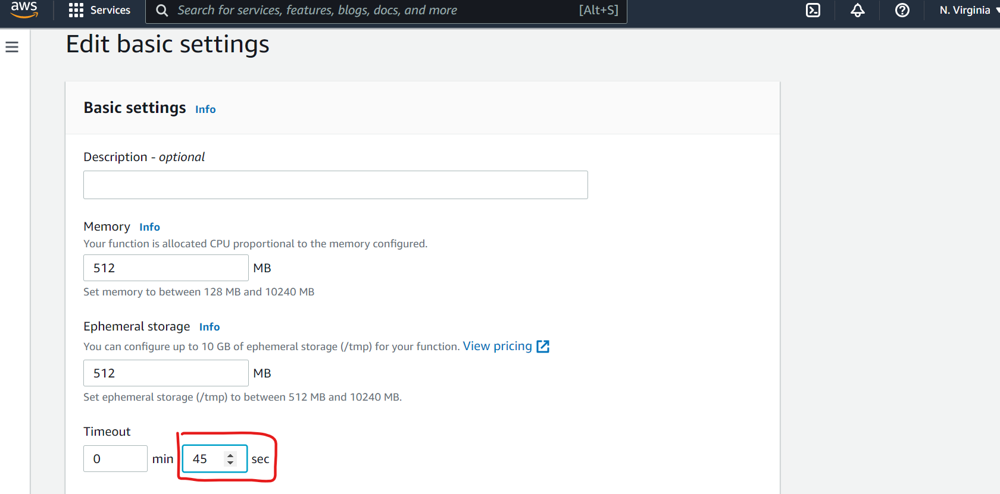 aws Services Search for services, features, blogs, docs, and more [Alt+S] N. Virginia
Edit basic settings
Basic settings Info
Description - optional
Memory Info
Your function is allocated CPU proportional to the memory configured.
512 MB
Set memory to between 128 MB and 10240 MB
Ephemeral storage Info
You can configure up to 10 GB of ephemeral storage (/tmp) for your function. View pricing
512 MB
Set ephemeral storage (/tmp) to between 512 MB and 10240 MB.
Timeout
0 min 45 sec